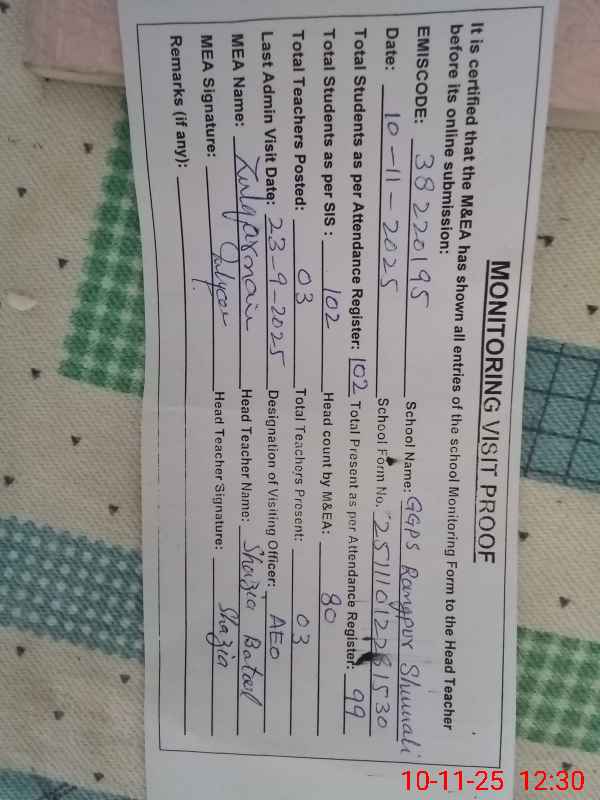 MONITORING VISIT PROOF
It is certified that the M&EA has shown all entries of the school Monitoring Form to the Head Teacher
before its online submission:
EMISCODE: 38220195 School Name: GGPS Rangpur Shumali
Date: 10-11-2025 School Form No. 25111012281530
Total Students as per Attendance Register: 102 Total Present as per Attendance Register: 99
Total Students as per SIS : 102 Head count by M&EA: 80
Total Teachers Posted: 03 Total Teachers Present: 03
Last Admin Visit Date: 23-9-2025 Designation of Visiting Officer: AEO
MEA Name: Zulqarnain Head Teacher Name: Shazia Batool
MEA Signature: Head Teacher Signature: Shazia
Remarks (if any):
10-11-25 12:30